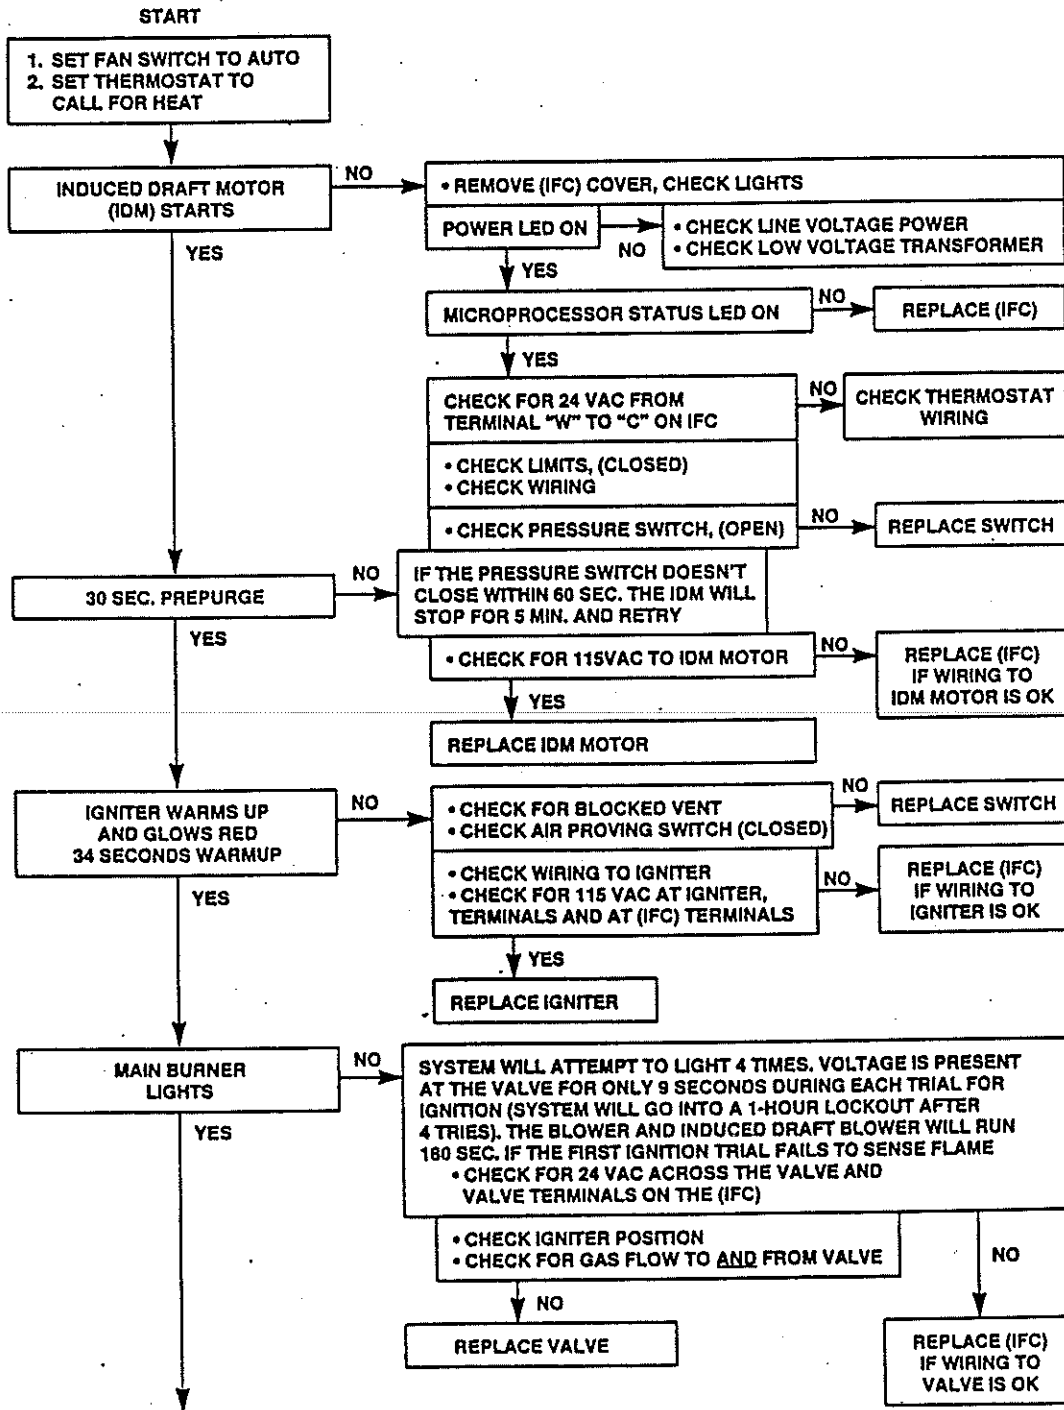 START
1. SET FAN SWITCH TO AUTO
2. SET THERMOSTAT TO
CALL FOR HEAT
INDUCED DRAFT MOTOR
(IDM) STARTS
NO
• REMOVE (IFC) COVER, CHECK LIGHTS
POWER LED ON
NO
• CHECK LINE VOLTAGE POWER
• CHECK LOW VOLTAGE TRANSFORMER
YES
YES
MICROPROCESSOR STATUS LED ON
NO
REPLACE (IFC)
YES
CHECK FOR 24 VAC FROM
TERMINAL "W" TO "C" ON IFC
NO
CHECK THERMOSTAT
WIRING
• CHECK LIMITS, (CLOSED)
• CHECK WIRING
• CHECK PRESSURE SWITCH, (OPEN)
NO
REPLACE SWITCH
30 SEC. PREPURGE
NO
IF THE PRESSURE SWITCH DOESN'T
CLOSE WITHIN 60 SEC. THE IDM WILL
STOP FOR 5 MIN. AND RETRY
YES
• CHECK FOR 115VAC TO IDM MOTOR
NO
REPLACE (IFC)
IF WIRING TO
IDM MOTOR IS OK
YES
REPLACE IDM MOTOR
IGNITER WARMS UP
AND GLOWS RED
34 SECONDS WARMUP
NO
• CHECK FOR BLOCKED VENT
• CHECK AIR PROVING SWITCH (CLOSED)
NO
REPLACE SWITCH
• CHECK WIRING TO IGNITER
• CHECK FOR 115 VAC AT IGNITER,
TERMINALS AND AT (IFC) TERMINALS
NO
REPLACE (IFC)
IF WIRING TO
IGNITER IS OK
YES
YES
REPLACE IGNITER
MAIN BURNER
LIGHTS
NO
SYSTEM WILL ATTEMPT TO LIGHT 4 TIMES. VOLTAGE IS PRESENT
AT THE VALVE FOR ONLY 9 SECONDS DURING EACH TRIAL FOR
IGNITION (SYSTEM WILL GO INTO A 1-HOUR LOCKOUT AFTER
4 TRIES). THE BLOWER AND INDUCED DRAFT BLOWER WILL RUN
180 SEC. IF THE FIRST IGNITION TRIAL FAILS TO SENSE FLAME
• CHECK FOR 24 VAC ACROSS THE VALVE AND
VALVE TERMINALS ON THE (IFC)
YES
• CHECK IGNITER POSITION
• CHECK FOR GAS FLOW TO AND FROM VALVE
NO
NO
REPLACE VALVE
REPLACE (IFC)
IF WIRING TO
VALVE IS OK